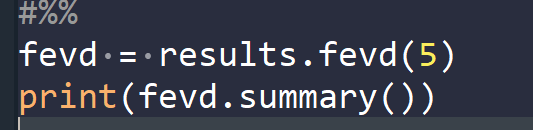 #%%
fevd = results.fevd(5)
print(fevd.summary())